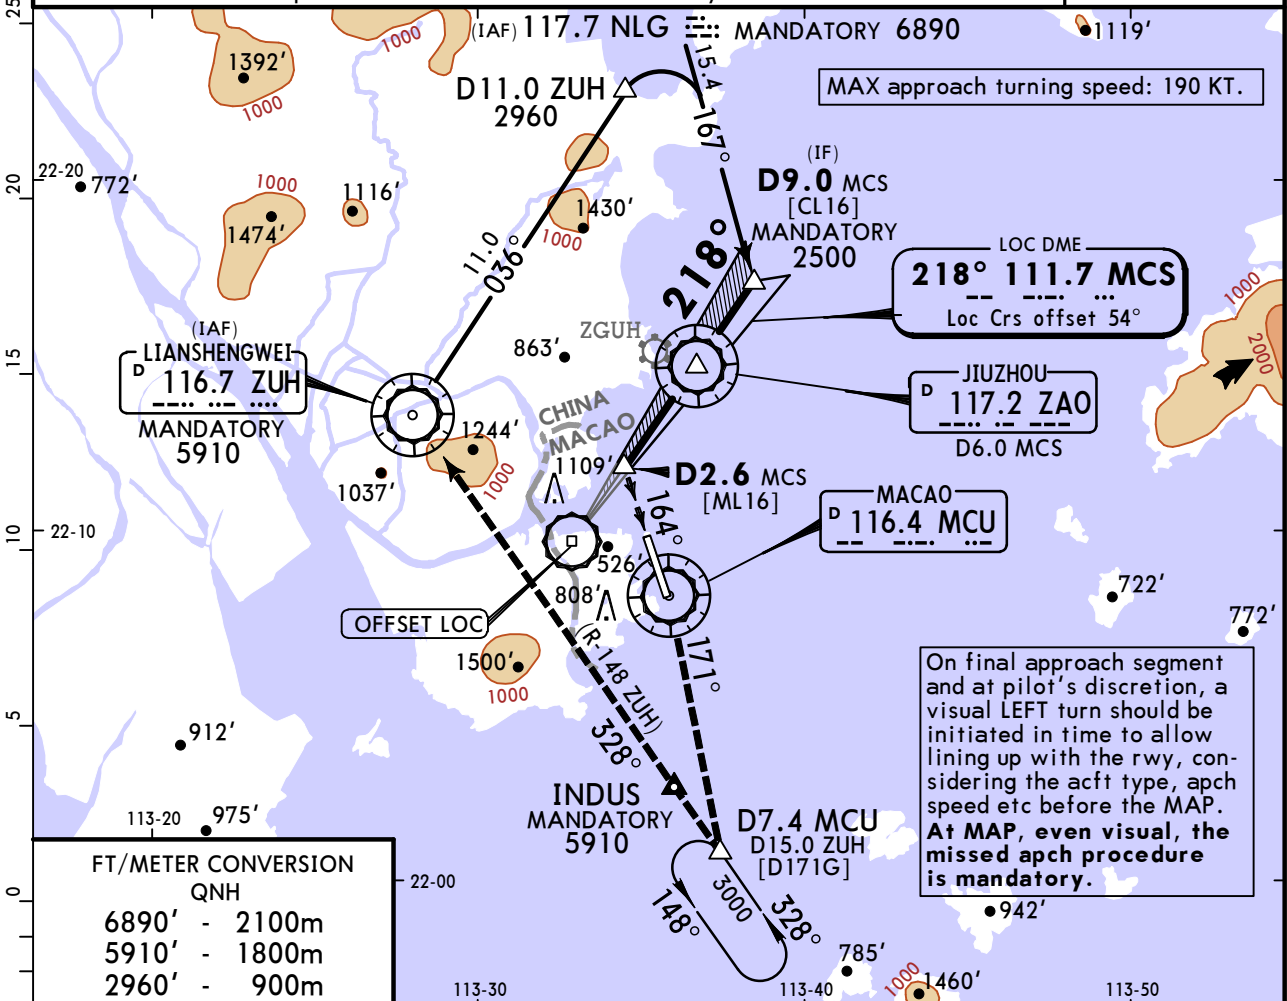 25
1000
(IAF) 117.7 NLG
MANDATORY 6890
1119'
1392'
1000
D11.0 ZUH
2960
15.4
167°
MAX approach turning speed: 190 KT.
22-20
20
772'
1000
1116'
1474'
1430'
1000
(IF)
D9.0 MCS
[CL16]
MANDATORY
2500
11.0
036°
218°
LOC DME
218° 111.7 MCS
Loc Crs offset 54°
1000
2000
(IAF)
LIANSHENGWEI
D 116.7 ZUH
MANDATORY
5910
15
863'
ZGUH
JIUZHOU
D 117.2 ZAO
D6.0 MCS
CHINA
MACAO
1244'
1000
1037'
1109'
D2.6 MCS
[ML16]
164°
MACAO
D 116.4 MCU
10
22-10
526'
808'
OFFSET LOC
722'
772'
1500'
1000
(R-148 ZUH)
328°
171°
On final approach segment
and at pilot's discretion, a
visual LEFT turn should be
initiated in time to allow
lining up with the rwy, con-
sidering the acft type, apch
speed etc before the MAP.
At MAP, even visual, the
missed apch procedure
is mandatory.
5
912'
975'
113-20
INDUS
MANDATORY
5910
D7.4 MCU
D15.0 ZUH
[D171G]
3000
148°
328°
22-00
0
FT/METER CONVERSION
QNH
6890' - 2100m
5910' - 1800m
2960' - 900m
942'
785'
1000
1460'
113-30
113-40
113-50